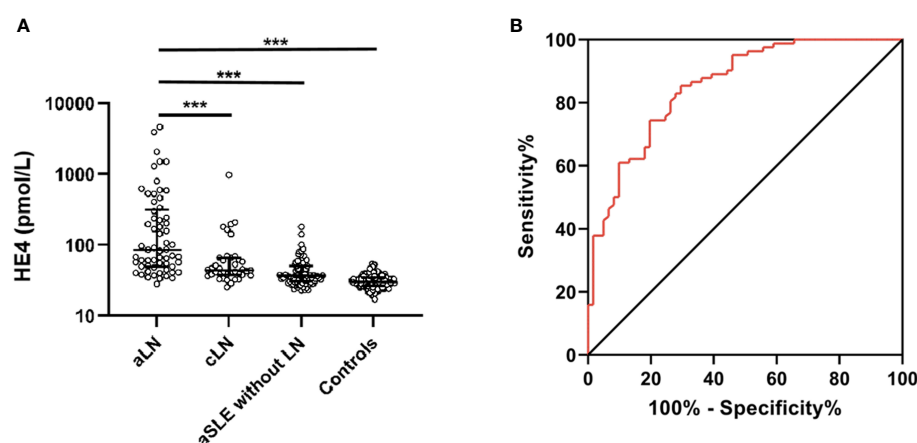 A
***
***
***
HE4 (pmol/L)
10000
1000
100
10
aLN
cLN
aSLE without LN
Controls
B
Sensitivity%
100
80
60
40
20
0
0 20 40 60 80 100
100% - Specificity%